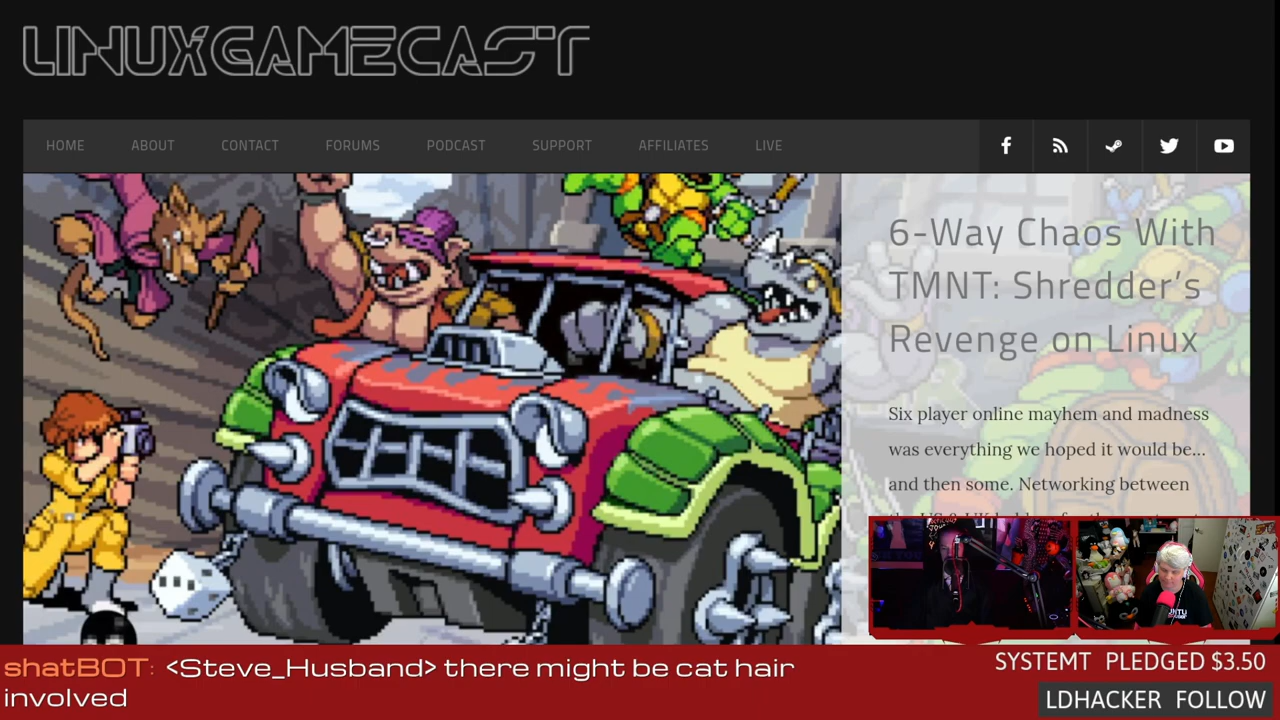 LINUXGAMECAST
HOME ABOUT CONTACT FORUMS PODCAST SUPPORT AFFILIATES LIVE
6-Way Chaos With
TMNT: Shredder's
Revenge on Linux
Six player online mayhem and madness
was everything we hoped it would be...
and then some. Networking between
shatBOT: <Steve_Husband> there might be cat hair
involved
SYSTEMT PLEDGED $3.50
LDHACKER FOLLOW